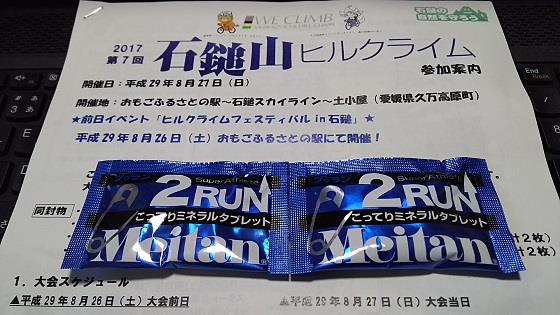 WE CLIMB
石鎚の
自然を守ろう
2017
第7回
石鎚山ヒルクライム
参加案内
開催日：平成29年8月27日（日）
開催地：おもごふるさとの駅～石鎚スカイライン～土小屋（愛媛県久万高原町）
★前日イベント「ヒルクライムフェスティバル in 石鎚」★
平成29年8月26日（土）おもごふるさとの駅にて開催！
同封物
2RUN
こってりミネラルタブレット
Meitan
2RUN
こってりミネラルタブレット
Meitan
計2枚）
2枚）
1．大会スケジュール
▲平成29年8月26日（土）大会前日
▲平成29年8月27日（日）大会当日